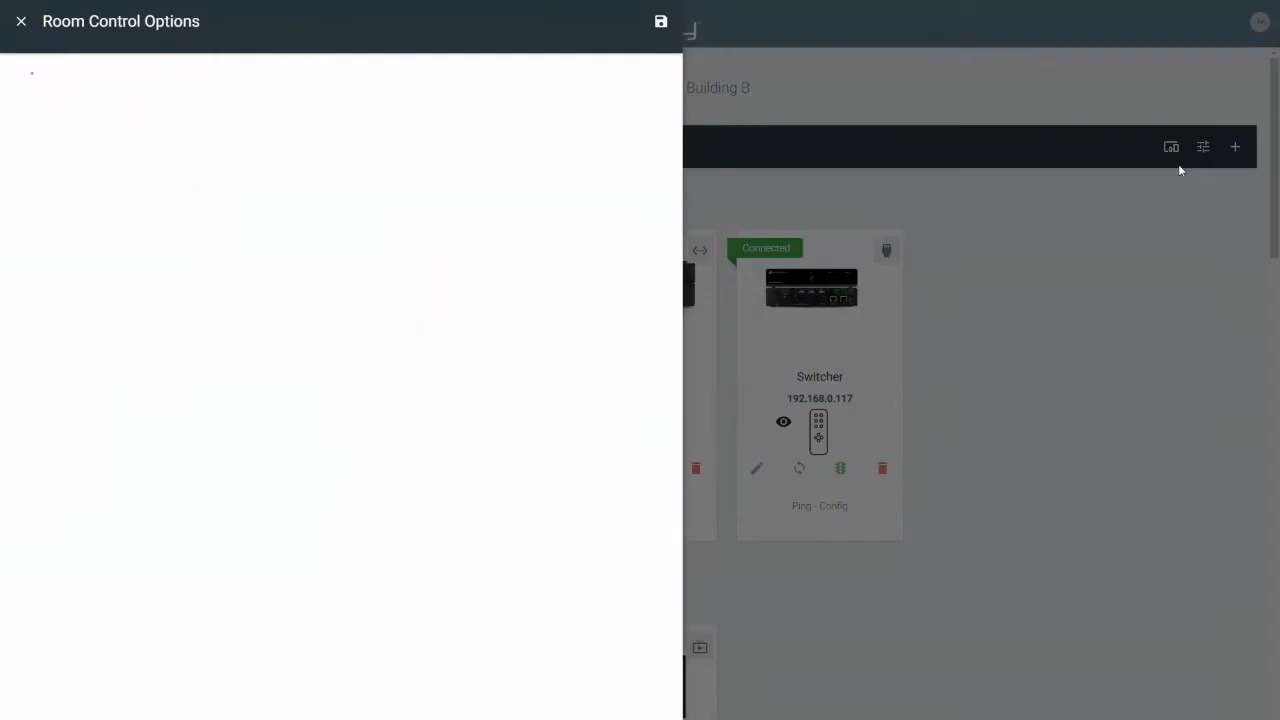 Room Control Options
Building B
Connected
Switcher
192.168.0.117
Ping - Config